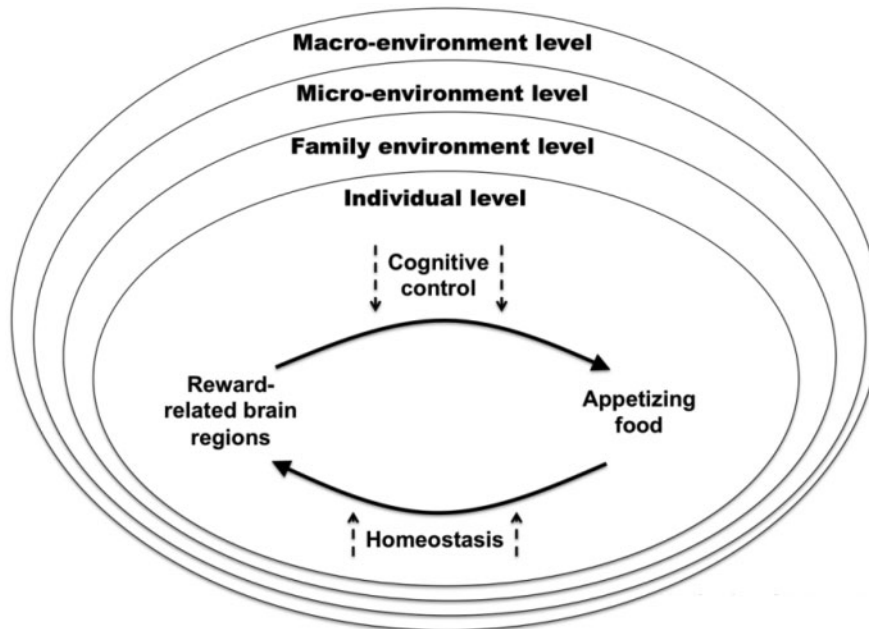 Macro-environment level
Micro-environment level
Family environment level
Individual level
Cognitive
control
Reward-
related brain
regions
Appetizing
food
Homeostasis